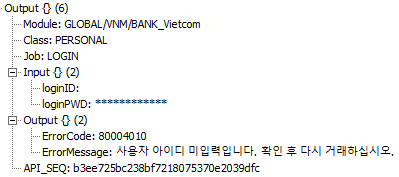 Output {} (6)
Module: GLOBAL/VNM/BANK_Vietcom
Class: PERSONAL
Job: LOGIN
Input {} (2)
loginID:
loginPWD: ************
Output {} (2)
ErrorCode: 80004010
ErrorMessage: 사용자 아이디 미입력입니다. 확인 후 다시 거래하십시오.
API_SEQ: b3ee725bc238bf7218075370e2039dfc